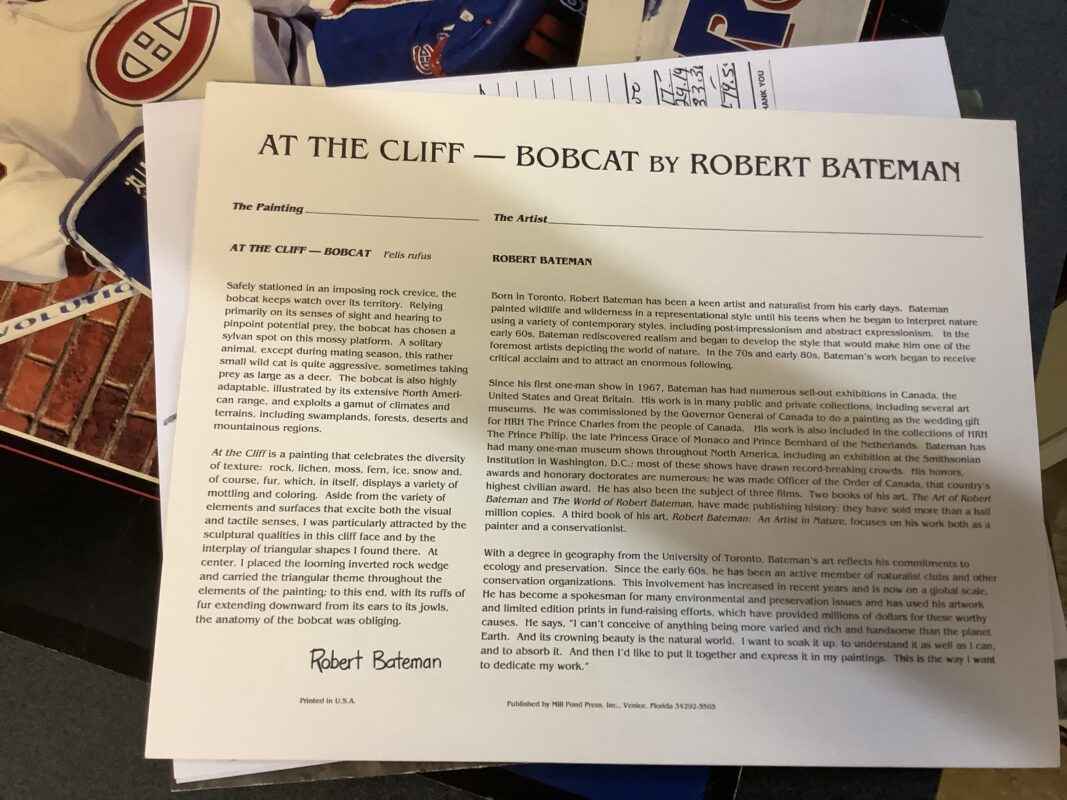 AT THE CLIFF — BOBCAT BY ROBERT BATEMAN
The Painting
AT THE CLIFF — BOBCAT Felis rufus
Safely stationed in an imposing rock crevice, the
bobcat keeps watch over its territory. Relying
primarily on its senses of sight and hearing to
pinpoint potential prey, the bobcat has chosen a
sylvan spot on this mossy platform. A solitary
animal, except during mating season, this rather
small wild cat is quite aggressive, sometimes taking
prey as large as a deer. The bobcat is also highly
adaptable, illustrated by its extensive North Ameri-
can range, and exploits a gamut of climates and
terrains, including swamplands, forests, deserts and
mountainous regions.
At the Cliff is a painting that celebrates the diversity
of texture: rock, lichen, moss, fern, ice, snow and,
of course, fur, which, in itself, displays a variety of
mottling and coloring. Aside from the variety of
elements and surfaces that excite both the visual
and tactile senses, I was particularly attracted by the
sculptural qualities in this cliff face and by the
interplay of triangular shapes I found there. At
center, I placed the looming inverted rock wedge
and carried the triangular theme throughout the
elements of the painting; to this end, with its ruffs of
fur extending downward from its ears to its jowls,
the anatomy of the bobcat was obliging.
Robert Bateman
Printed in U.S.A.
The Artist
ROBERT BATEMAN
Born in Toronto, Robert Bateman has been a keen artist and naturalist from his early days. Bateman
painted wildlife and wilderness in a representational style until his teens when he began to interpret nature
using a variety of contemporary styles, including post-impressionism and abstract expressionism. In the
early 60s, Bateman rediscovered realism and began to develop the style that would make him one of the
foremost artists depicting the world of nature. In the 70s and early 80s, Bateman's work began to receive
critical acclaim and to attract an enormous following.
Since his first one-man show in 1967, Bateman has had numerous sell-out exhibitions in Canada, the
United States and Great Britain. His work is in many public and private collections, including several art
museums. He was commissioned by the Governor General of Canada to do a painting as the wedding gift
for HRH The Prince Charles from the people of Canada. His work is also included in the collections of HRH
The Prince Philip, the late Princess Grace of Monaco and Prince Bernhard of the Netherlands. Bateman has
had many one-man museum shows throughout North America, including an exhibition at the Smithsonian
Institution in Washington, D.C.; most of these shows have drawn record-breaking crowds. His honors,
awards and honorary doctorates are numerous; he was made Officer of the Order of Canada, that country's
highest civilian award. He has also been the subject of three films. Two books of his art, The Art of Robert
Bateman and The World of Robert Bateman, have made publishing history; they have sold more than a half
million copies. A third book of his art, Robert Bateman: An Artist in Nature, focuses on his work both as a
painter and a conservationist.
With a degree in geography from the University of Toronto, Bateman's art reflects his commitments to
ecology and preservation. Since the early 60s, he has been an active member of naturalist clubs and other
conservation organizations. This involvement has increased in recent years and is now on a global scale.
He has become a spokesman for many environmental and preservation issues and has used his artwork
and limited edition prints in fund-raising efforts, which have provided millions of dollars for these worthy
causes. He says, "I can't conceive of anything being more varied and rich and handsome than the planet
Earth. And its crowning beauty is the natural world. I want to soak it up, to understand it as well as I can,
and to absorb it. And then I'd like to put it together and express it in my paintings. This is the way I want
to dedicate my work."
Published by Mill Pond Press, Inc., Venice, Florida 34292-3505